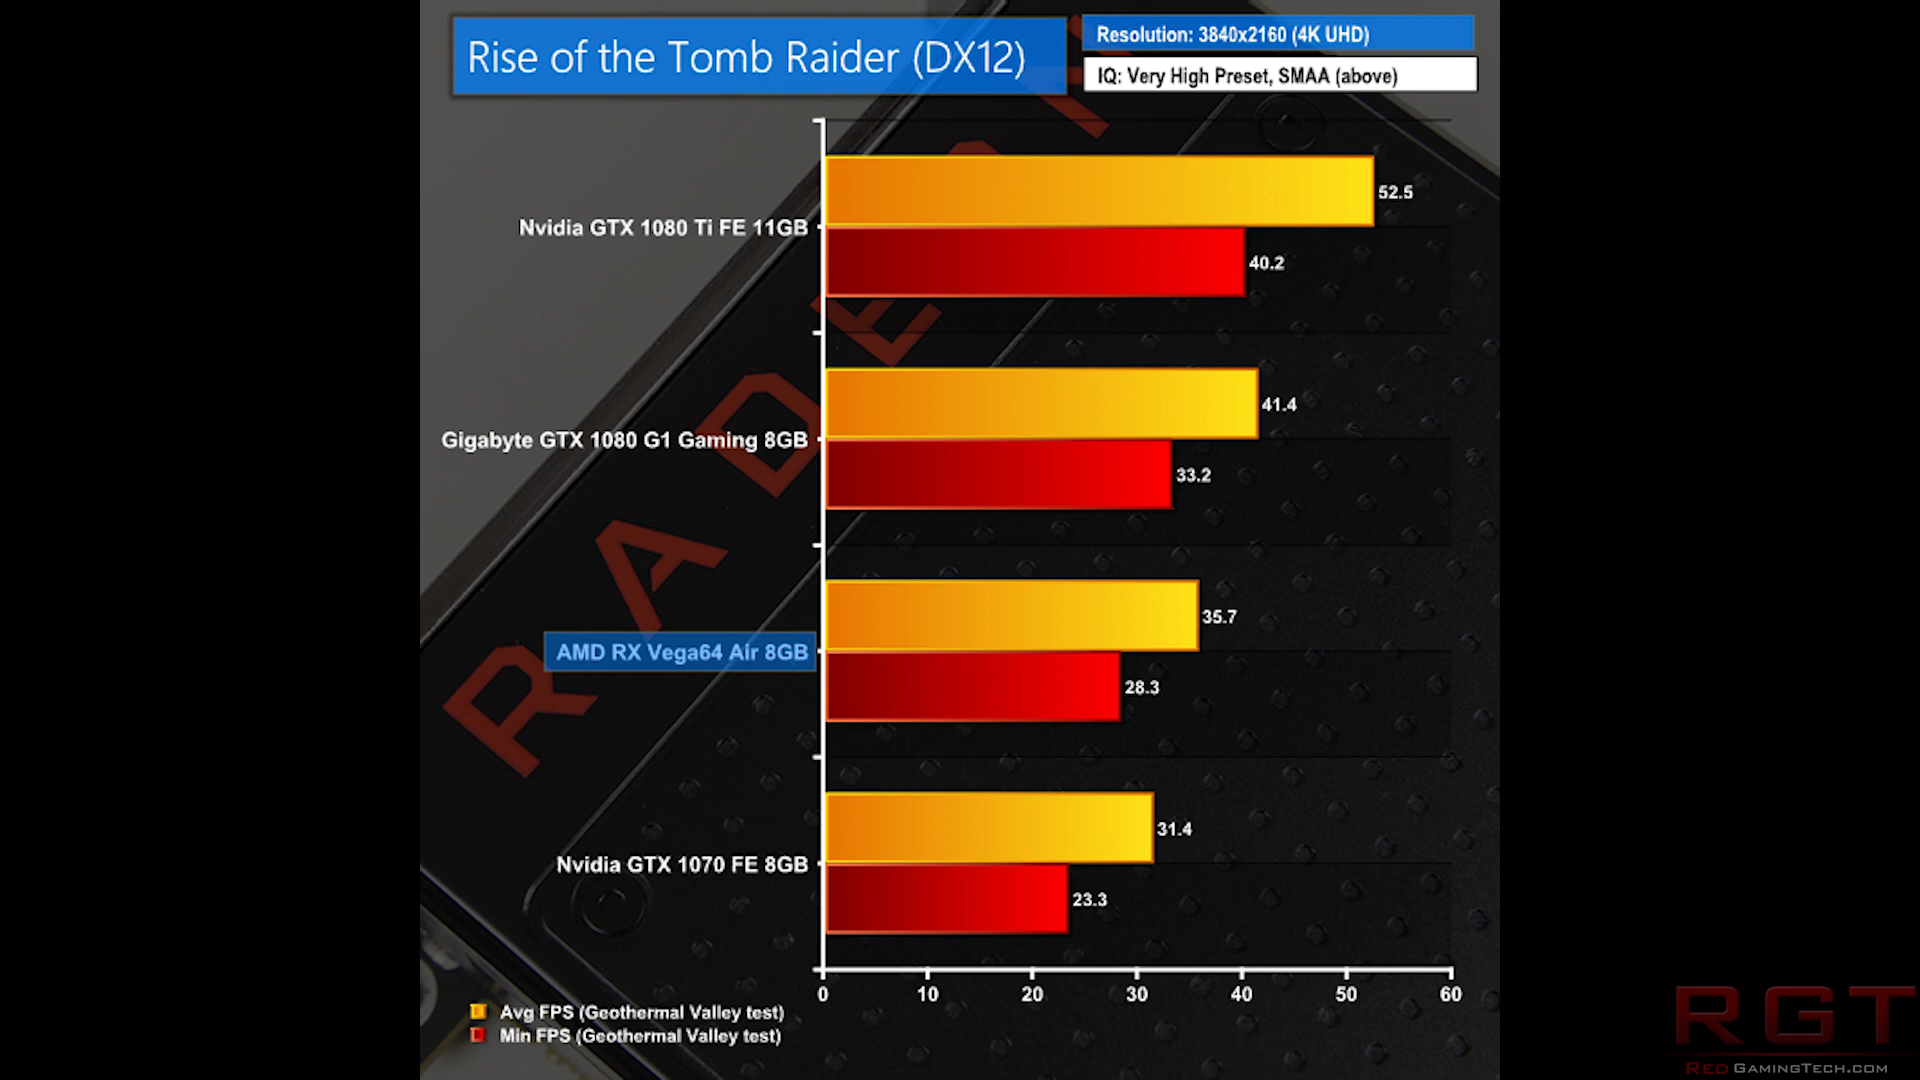 Rise of the Tomb Raider (DX12)
Resolution: 3840x2160 (4K UHD)
IQ: Very High Preset, SMAA (above)
Nvidia GTX 1080 Ti FE 11GB
52.5
40.2
Gigabyte GTX 1080 G1 Gaming 8GB
41.4
33.2
AMD RX Vega64 Air 8GB
35.7
28.3
Nvidia GTX 1070 FE 8GB
31.4
23.3
0 10 20 30 40 50 60
Avg FPS (Geothermal Valley test)
Min FPS (Geothermal Valley test)
RADE
RGT
RED GAMINGTECH.COM